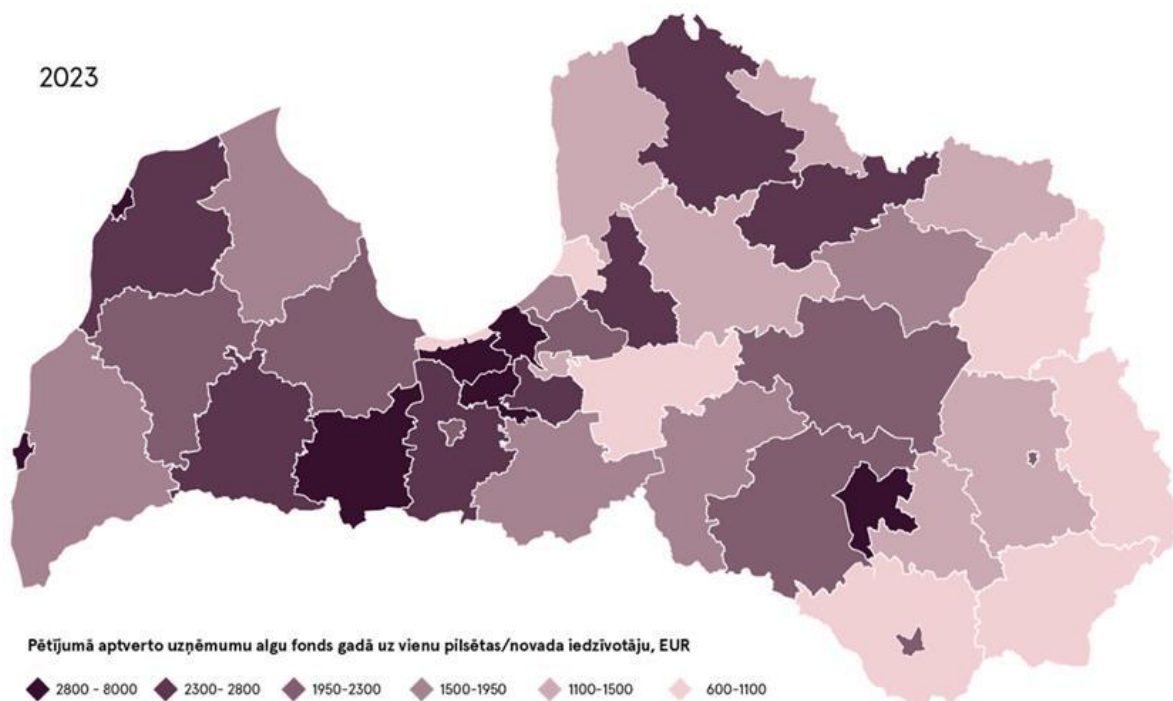 2023
Pētījumā aptverto uzņēmumu algu fonds gadā uz vienu pilsētas/novada iedzīvotāju, EUR
2800 - 8000 2300- 2800 1950-2300 1500-1950 1100-1500 600-1100